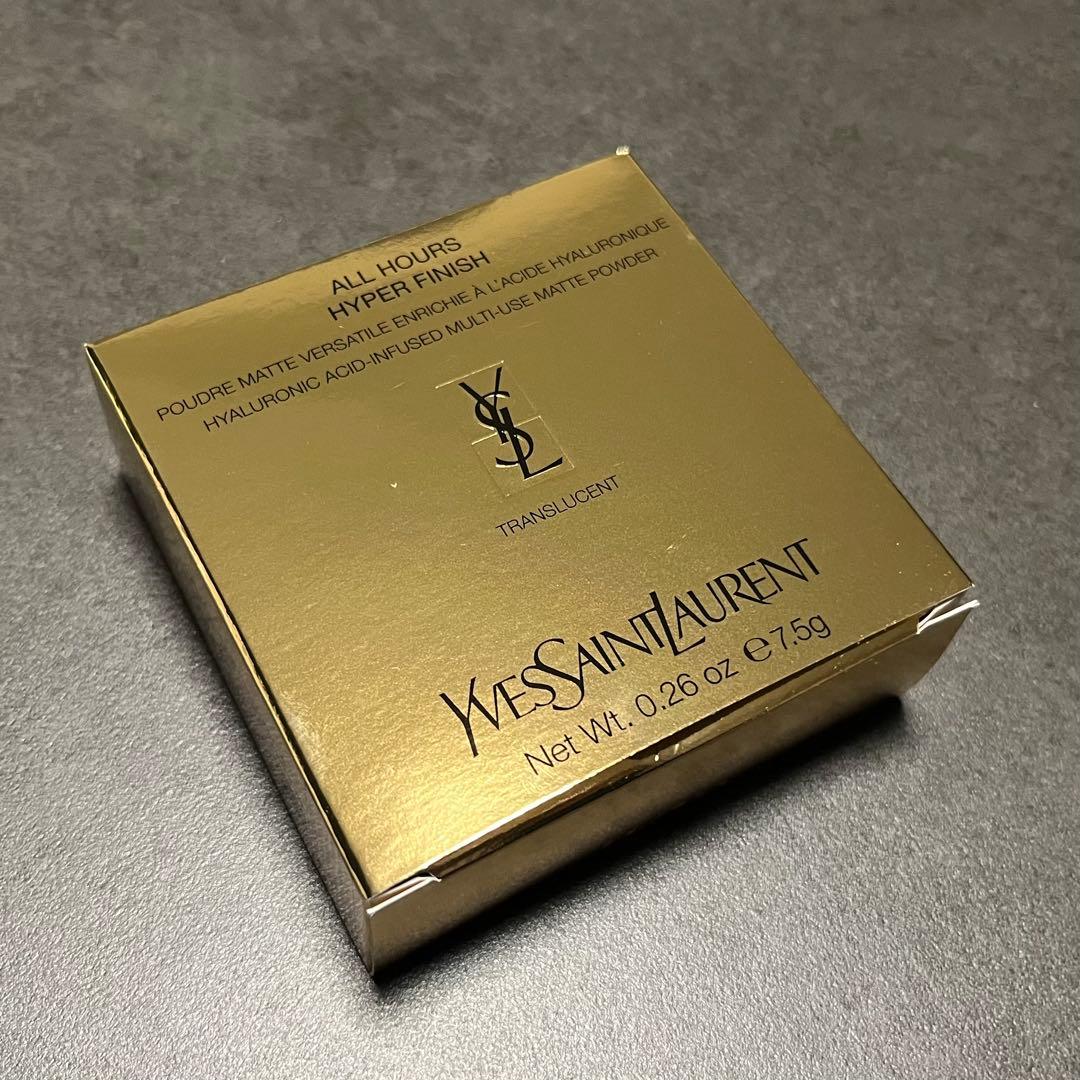 ALL HOURS
HYPER FINISH
POUDRE MATTE VERSATILE ENRICHIE À L'ACIDE HYALURONIQUE
HYALURONIC ACID-INFUSED MULTI-USE MATTE POWDER
YSL
TRANSLUCENT
YVESSAINTLAURENT
Net Wt. 0.26 oz ℮ 7.5g